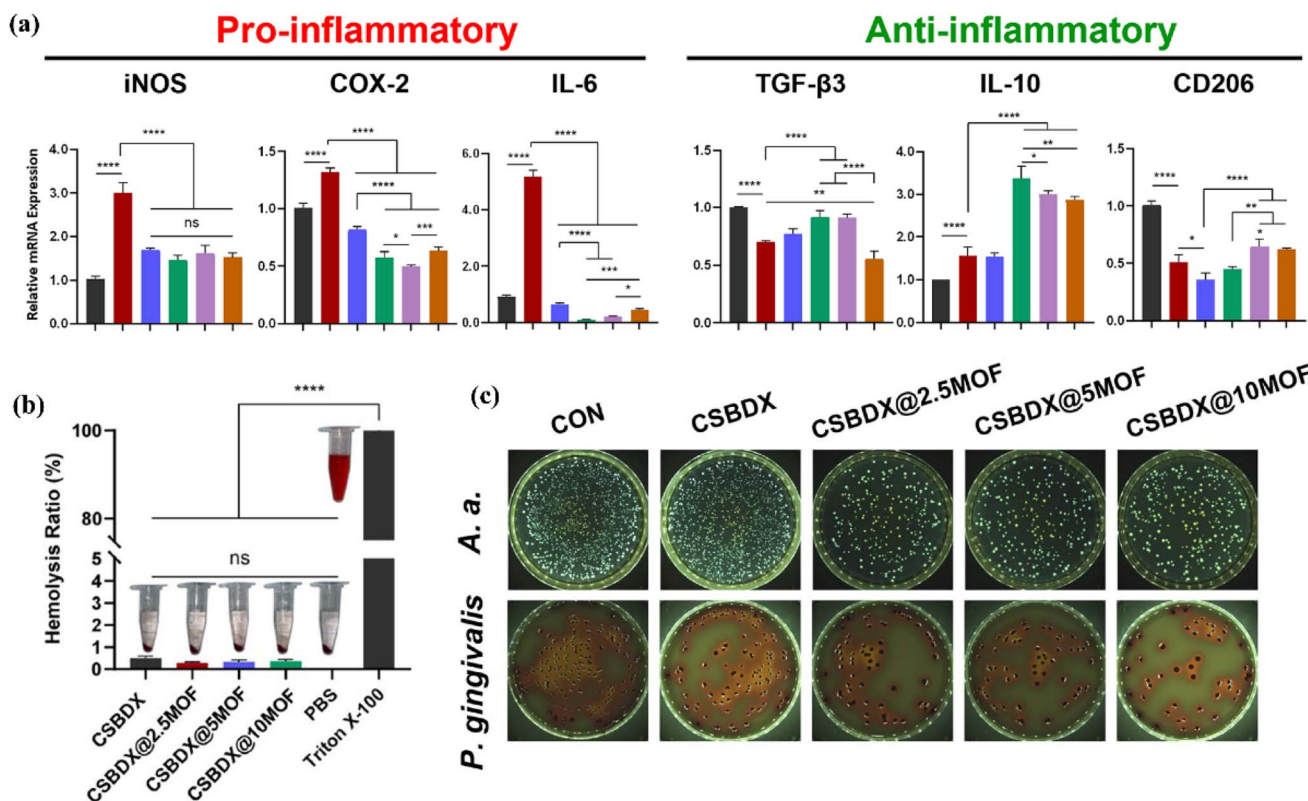 (a)
Pro-inflammatory
Anti-inflammatory
iNOS
COX-2
IL-6
TGF-β3
IL-10
CD206
Relative mRNA Expression
4.0
3.0
2.0
1.0
0.0
****
****
ns
1.5
1.0
0.5
0.0
****
****
****
*
***
6.0
4.0
2.0
0.0
****
****
****
***
*
1.5
1.0
0.5
0.0
****
****
****
**
4.0
3.0
2.0
1.0
0.0
****
****
**
*
1.5
1.0
0.5
0.0
****
****
*
**
*
(b)
Hemolysis Ratio (%)
100
80
5
4
3
2
1
0
****
ns
CSBDX
CSBDX@2.5MOF
CSBDX@5MOF
CSBDX@10MOF
PBS
Triton X-100
(c)
CON
CSBDX
CSBDX@2.5MOF
CSBDX@5MOF
CSBDX@10MOF
A. a.
P. gingivalis